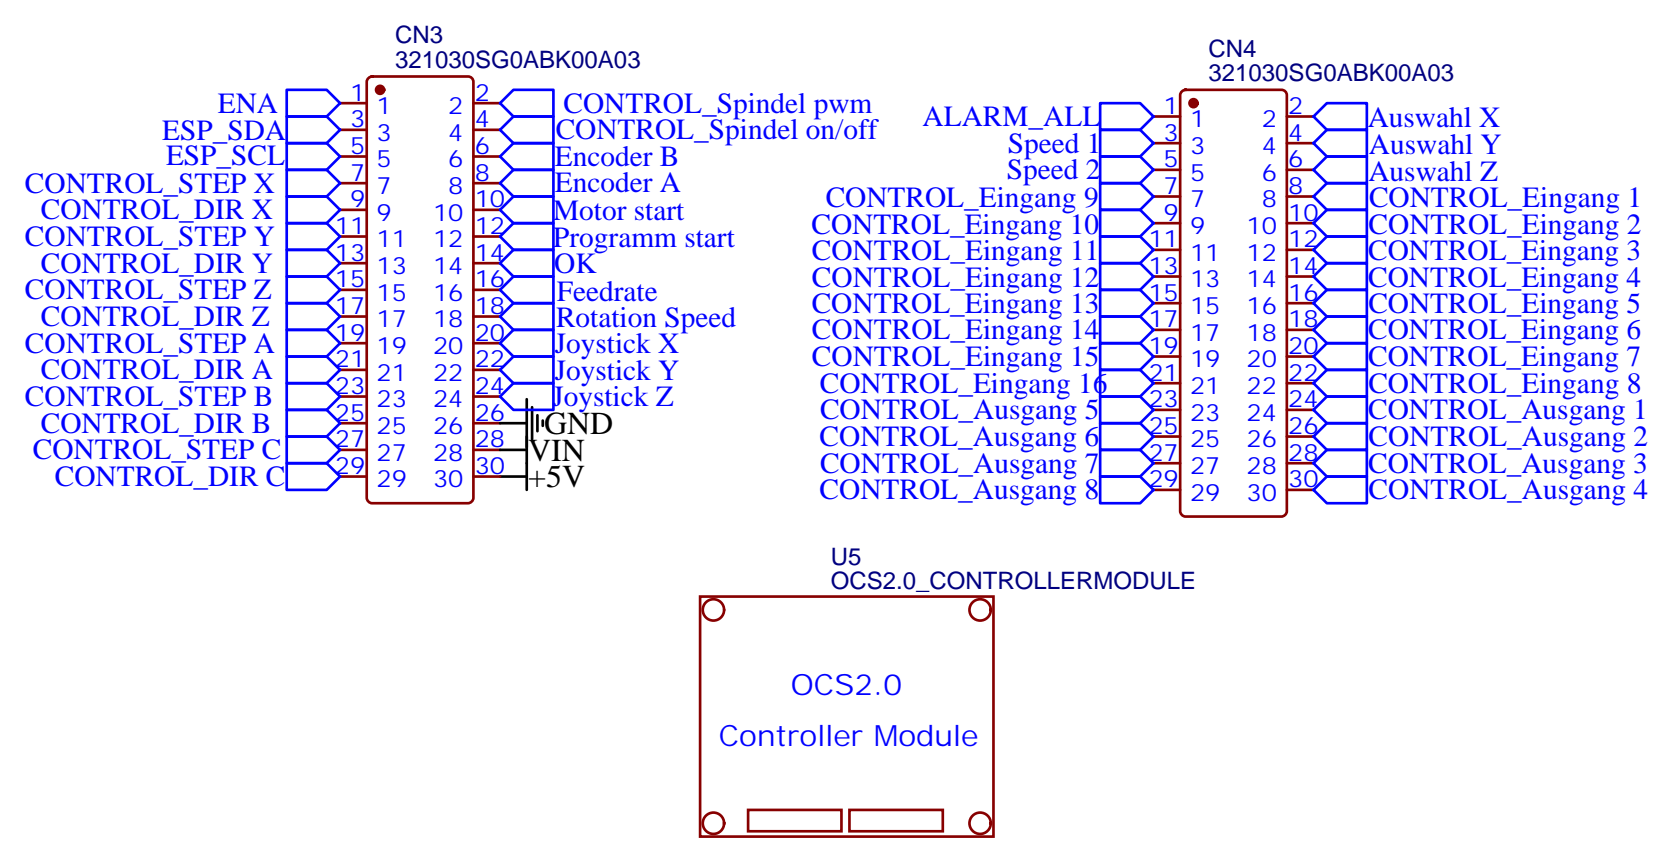 CN3
321030SG0ABK00A03
ENA 1 1 2 2 CONTROL_Spindel pwm
ESP_SDA 3 3 4 4 CONTROL_Spindel on/off
ESP_SCL 5 5 6 6 Encoder B
CONTROL_STEP X 7 7 8 8 Encoder A
CONTROL_DIR X 9 9 10 10 Motor start
CONTROL_STEP Y 11 11 12 12 Programm start
CONTROL_DIR Y 13 13 14 14 OK
CONTROL_STEP Z 15 15 16 16 Feedrate
CONTROL_DIR Z 17 17 18 18 Rotation Speed
CONTROL_STEP A 19 19 20 20 Joystick X
CONTROL_DIR A 21 21 22 22 Joystick Y
CONTROL_STEP B 23 23 24 24 Joystick Z
CONTROL_DIR B 25 25 26 26 GND
CONTROL_STEP C 27 27 28 28 VIN
CONTROL_DIR C 29 29 30 30 +5V
CN4
321030SG0ABK00A03
ALARM_ALL 1 1 2 2 Auswahl X
Speed 1 3 3 4 4 Auswahl Y
Speed 2 5 5 6 6 Auswahl Z
CONTROL_Eingang 9 7 7 8 8 CONTROL_Eingang 1
CONTROL_Eingang 10 9 9 10 10 CONTROL_Eingang 2
CONTROL_Eingang 11 11 11 12 12 CONTROL_Eingang 3
CONTROL_Eingang 12 13 13 14 14 CONTROL_Eingang 4
CONTROL_Eingang 13 15 15 16 16 CONTROL_Eingang 5
CONTROL_Eingang 14 17 17 18 18 CONTROL_Eingang 6
CONTROL_Eingang 15 19 19 20 20 CONTROL_Eingang 7
CONTROL_Eingang 16 21 21 22 22 CONTROL_Eingang 8
CONTROL_Ausgang 5 23 23 24 24 CONTROL_Ausgang 1
CONTROL_Ausgang 6 25 25 26 26 CONTROL_Ausgang 2
CONTROL_Ausgang 7 27 27 28 28 CONTROL_Ausgang 3
CONTROL_Ausgang 8 29 29 30 30 CONTROL_Ausgang 4
U5
OCS2.0_CONTROLLERMODULE
OCS2.0
Controller Module